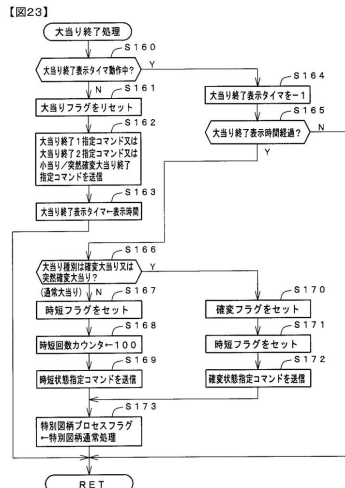 【図23】
大当り終了処理
S160
大当り終了表示タイマ動作中？
Y
N
S161
大当りフラグをリセット
S162
大当り終了1指定コマンド又は
大当り終了2指定コマンド又は
小当り／突然確変大当り終了
指定コマンドを送信
S163
大当り終了表示タイマ←表示時間
S164
大当り終了表示タイマを－1
S165
大当り終了表示時間経過？
N
Y
S166
大当り種別は確変大当り又は
突然確変大当り？
Y
(通常大当り)
N
S167
時短フラグをセット
S168
時短回数カウンタ←100
S169
時短状態指定コマンドを送信
S170
確変フラグをセット
S171
時短フラグをセット
S172
確変状態指定コマンドを送信
S173
特別図柄プロセスフラグ
←特別図柄通常処理
RET